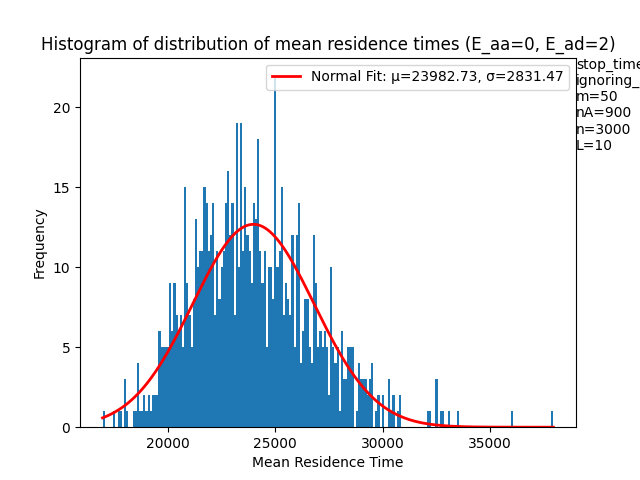 Histogram of distribution of mean residence times (E_aa=0, E_ad=2)
Normal Fit: μ=23982.73, σ=2831.47
stop_time
ignoring_
m=50
nA=900
n=3000
L=10
Frequency
20
15
10
5
0
20000 25000 30000 35000
Mean Residence Time